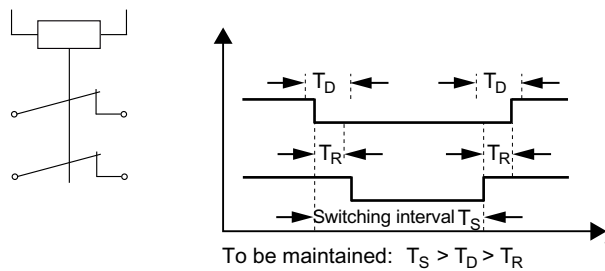 T_D T_D
T_R T_R
Switching interval T_S
To be maintained: T_S > T_D > T_R